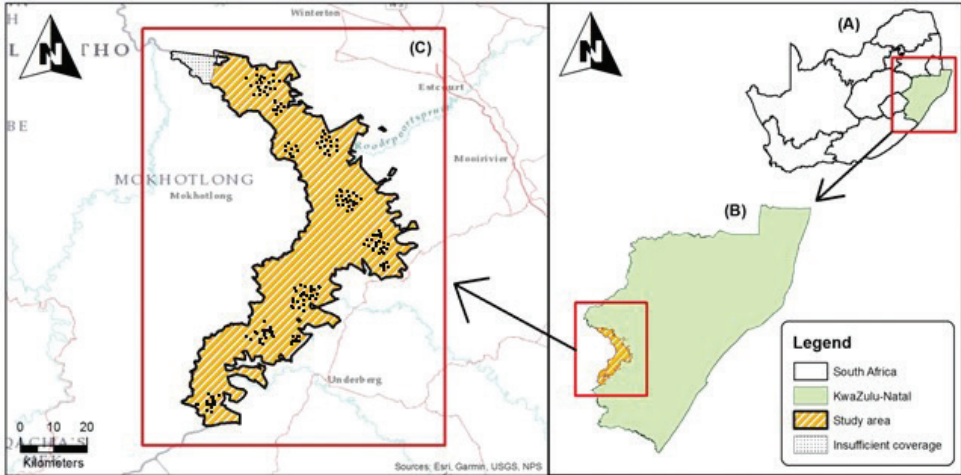 Winterton
N
(C)
L
THO
Estcourt
Mooirivier
BE
MOKHOTLONG
Mokhotlong
Underberg
0
10
20
Kilometers
QACHA'S
Sources: Esri, Garmin, USGS, NPS
N
(A)
(B)
Legend
South Africa
KwaZulu-Natal
Study area
Insufficient coverage